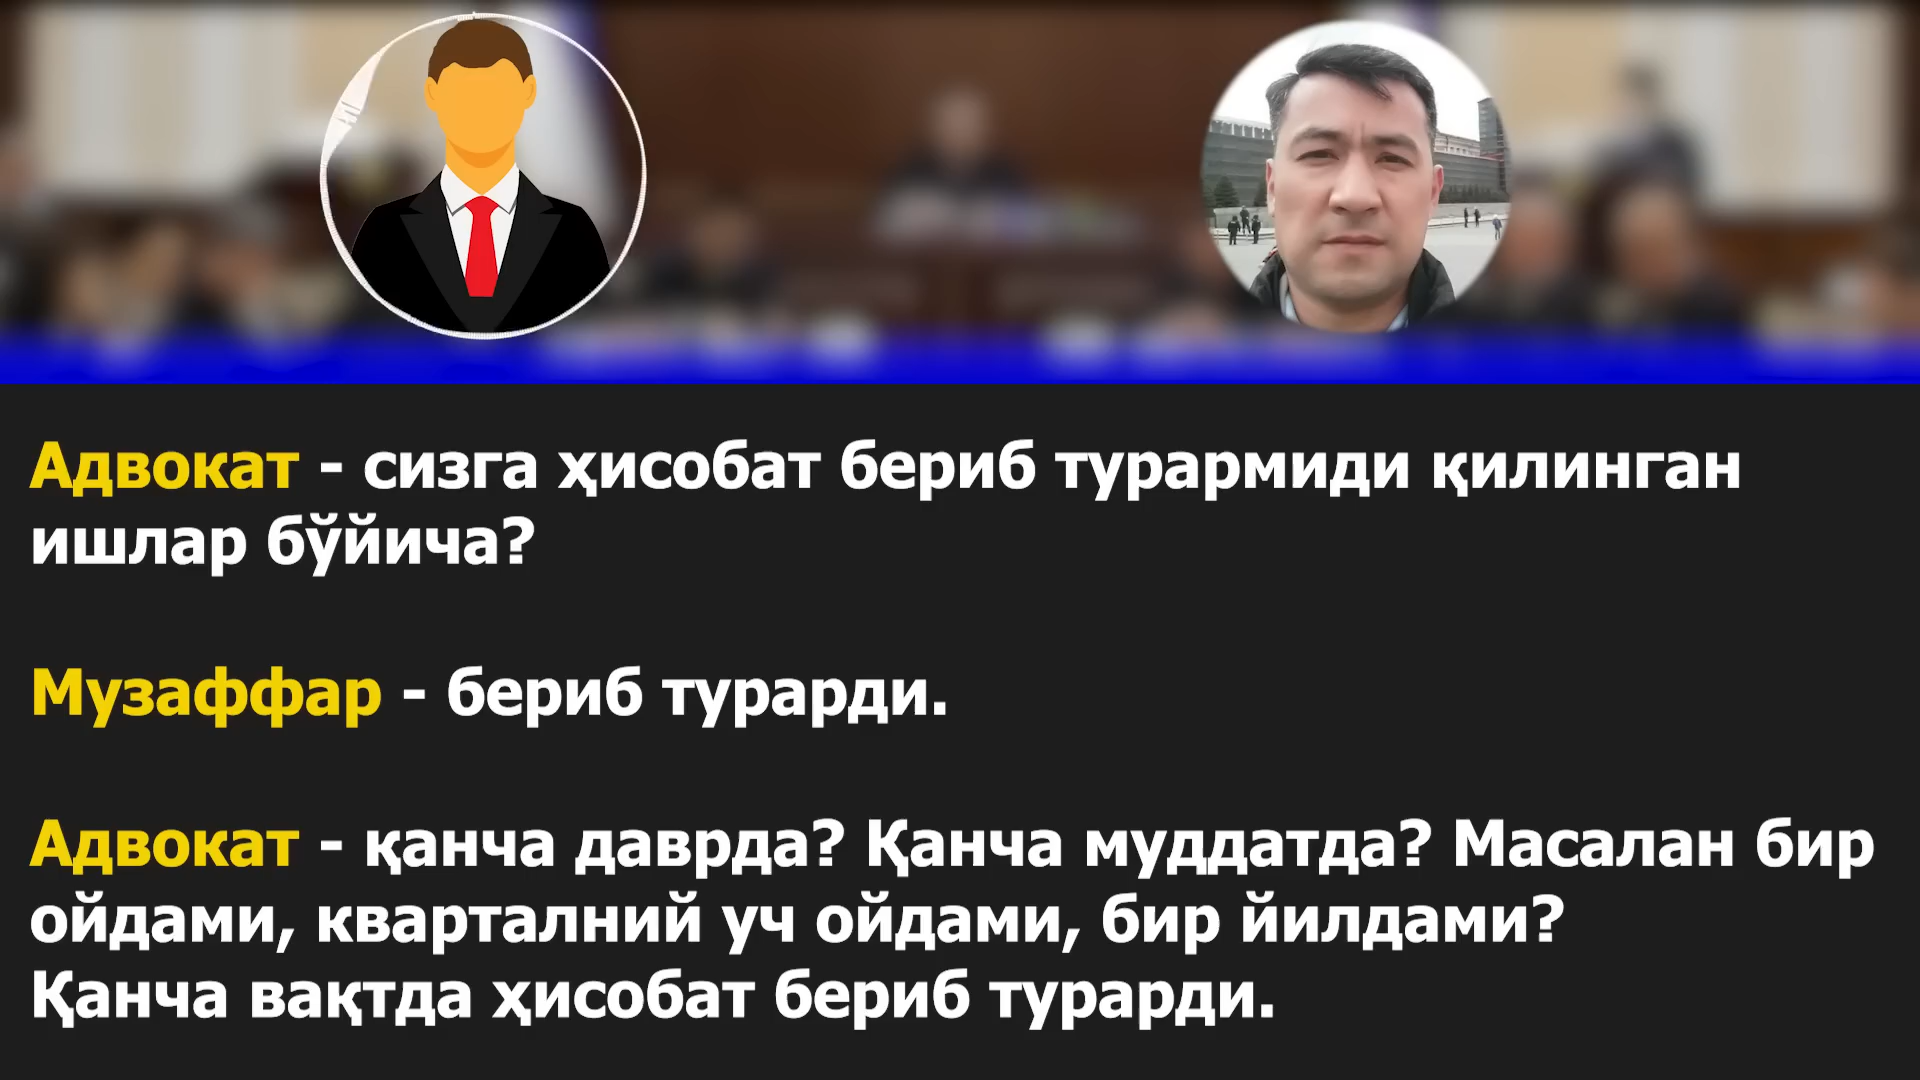 Адвокат - сизга ҳисобат бериб турармиди қилинган
ишлар бўйича?
Музаффар - бериб турарди.
Адвокат - қанча даврда? Қанча муддатда? Масалан бир
ойдами, кварталний уч ойдами, бир йилдами?
Қанча вақтда ҳисобат бериб турарди.